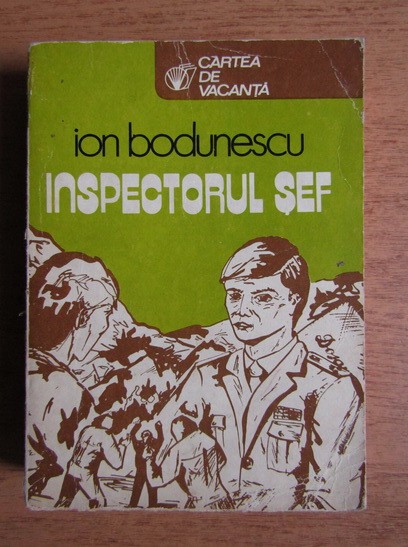 CARTEA
DE
VACANȚĂ
ion bodunescu
INSPECTORUL ȘEF